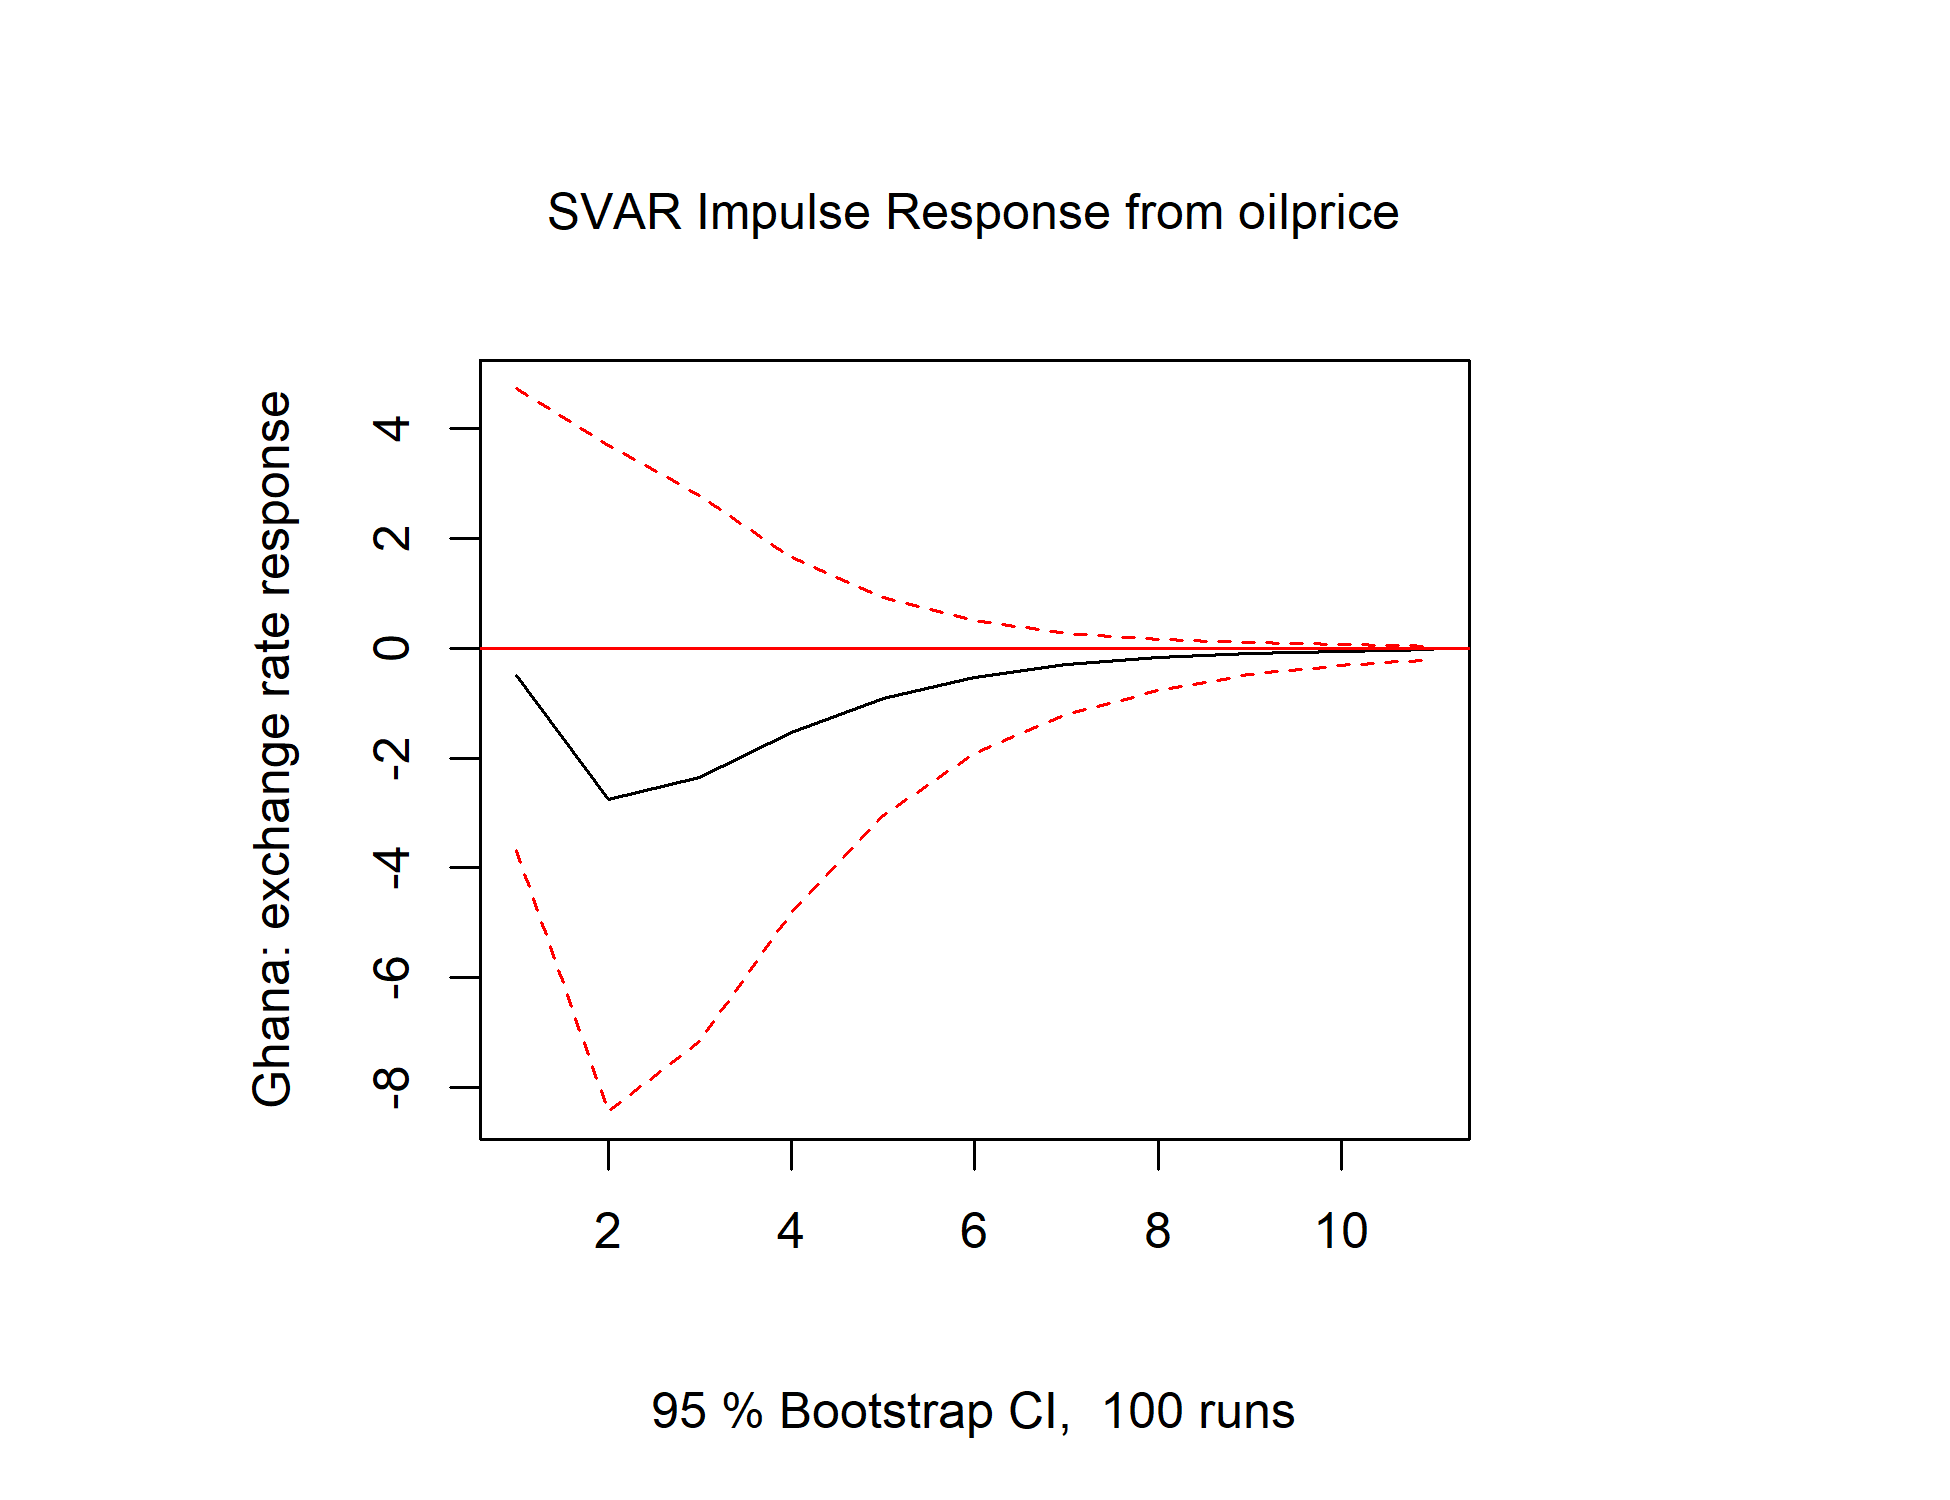 SVAR Impulse Response from oilprice
Ghana: exchange rate response
4
2
0
-2
-4
-6
-8
2 4 6 8 10
95 % Bootstrap CI,  100 runs